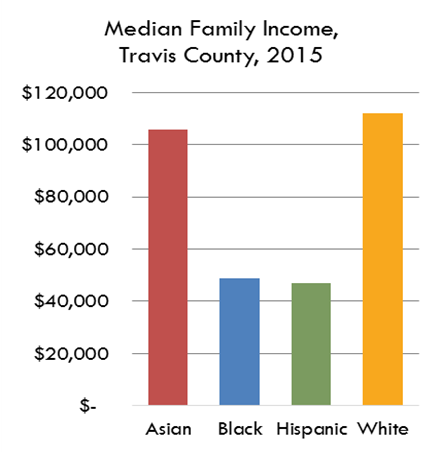 Median Family Income,
Travis County, 2015
$120,000
$100,000
$80,000
$60,000
$40,000
$20,000
$-
Asian Black Hispanic White